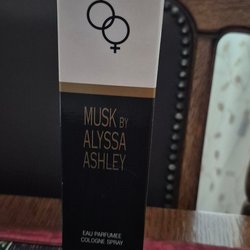 MUSK BY
ALYSSA
ASHLEY
EAU PARFUMEE
COLOGNE SPRAY